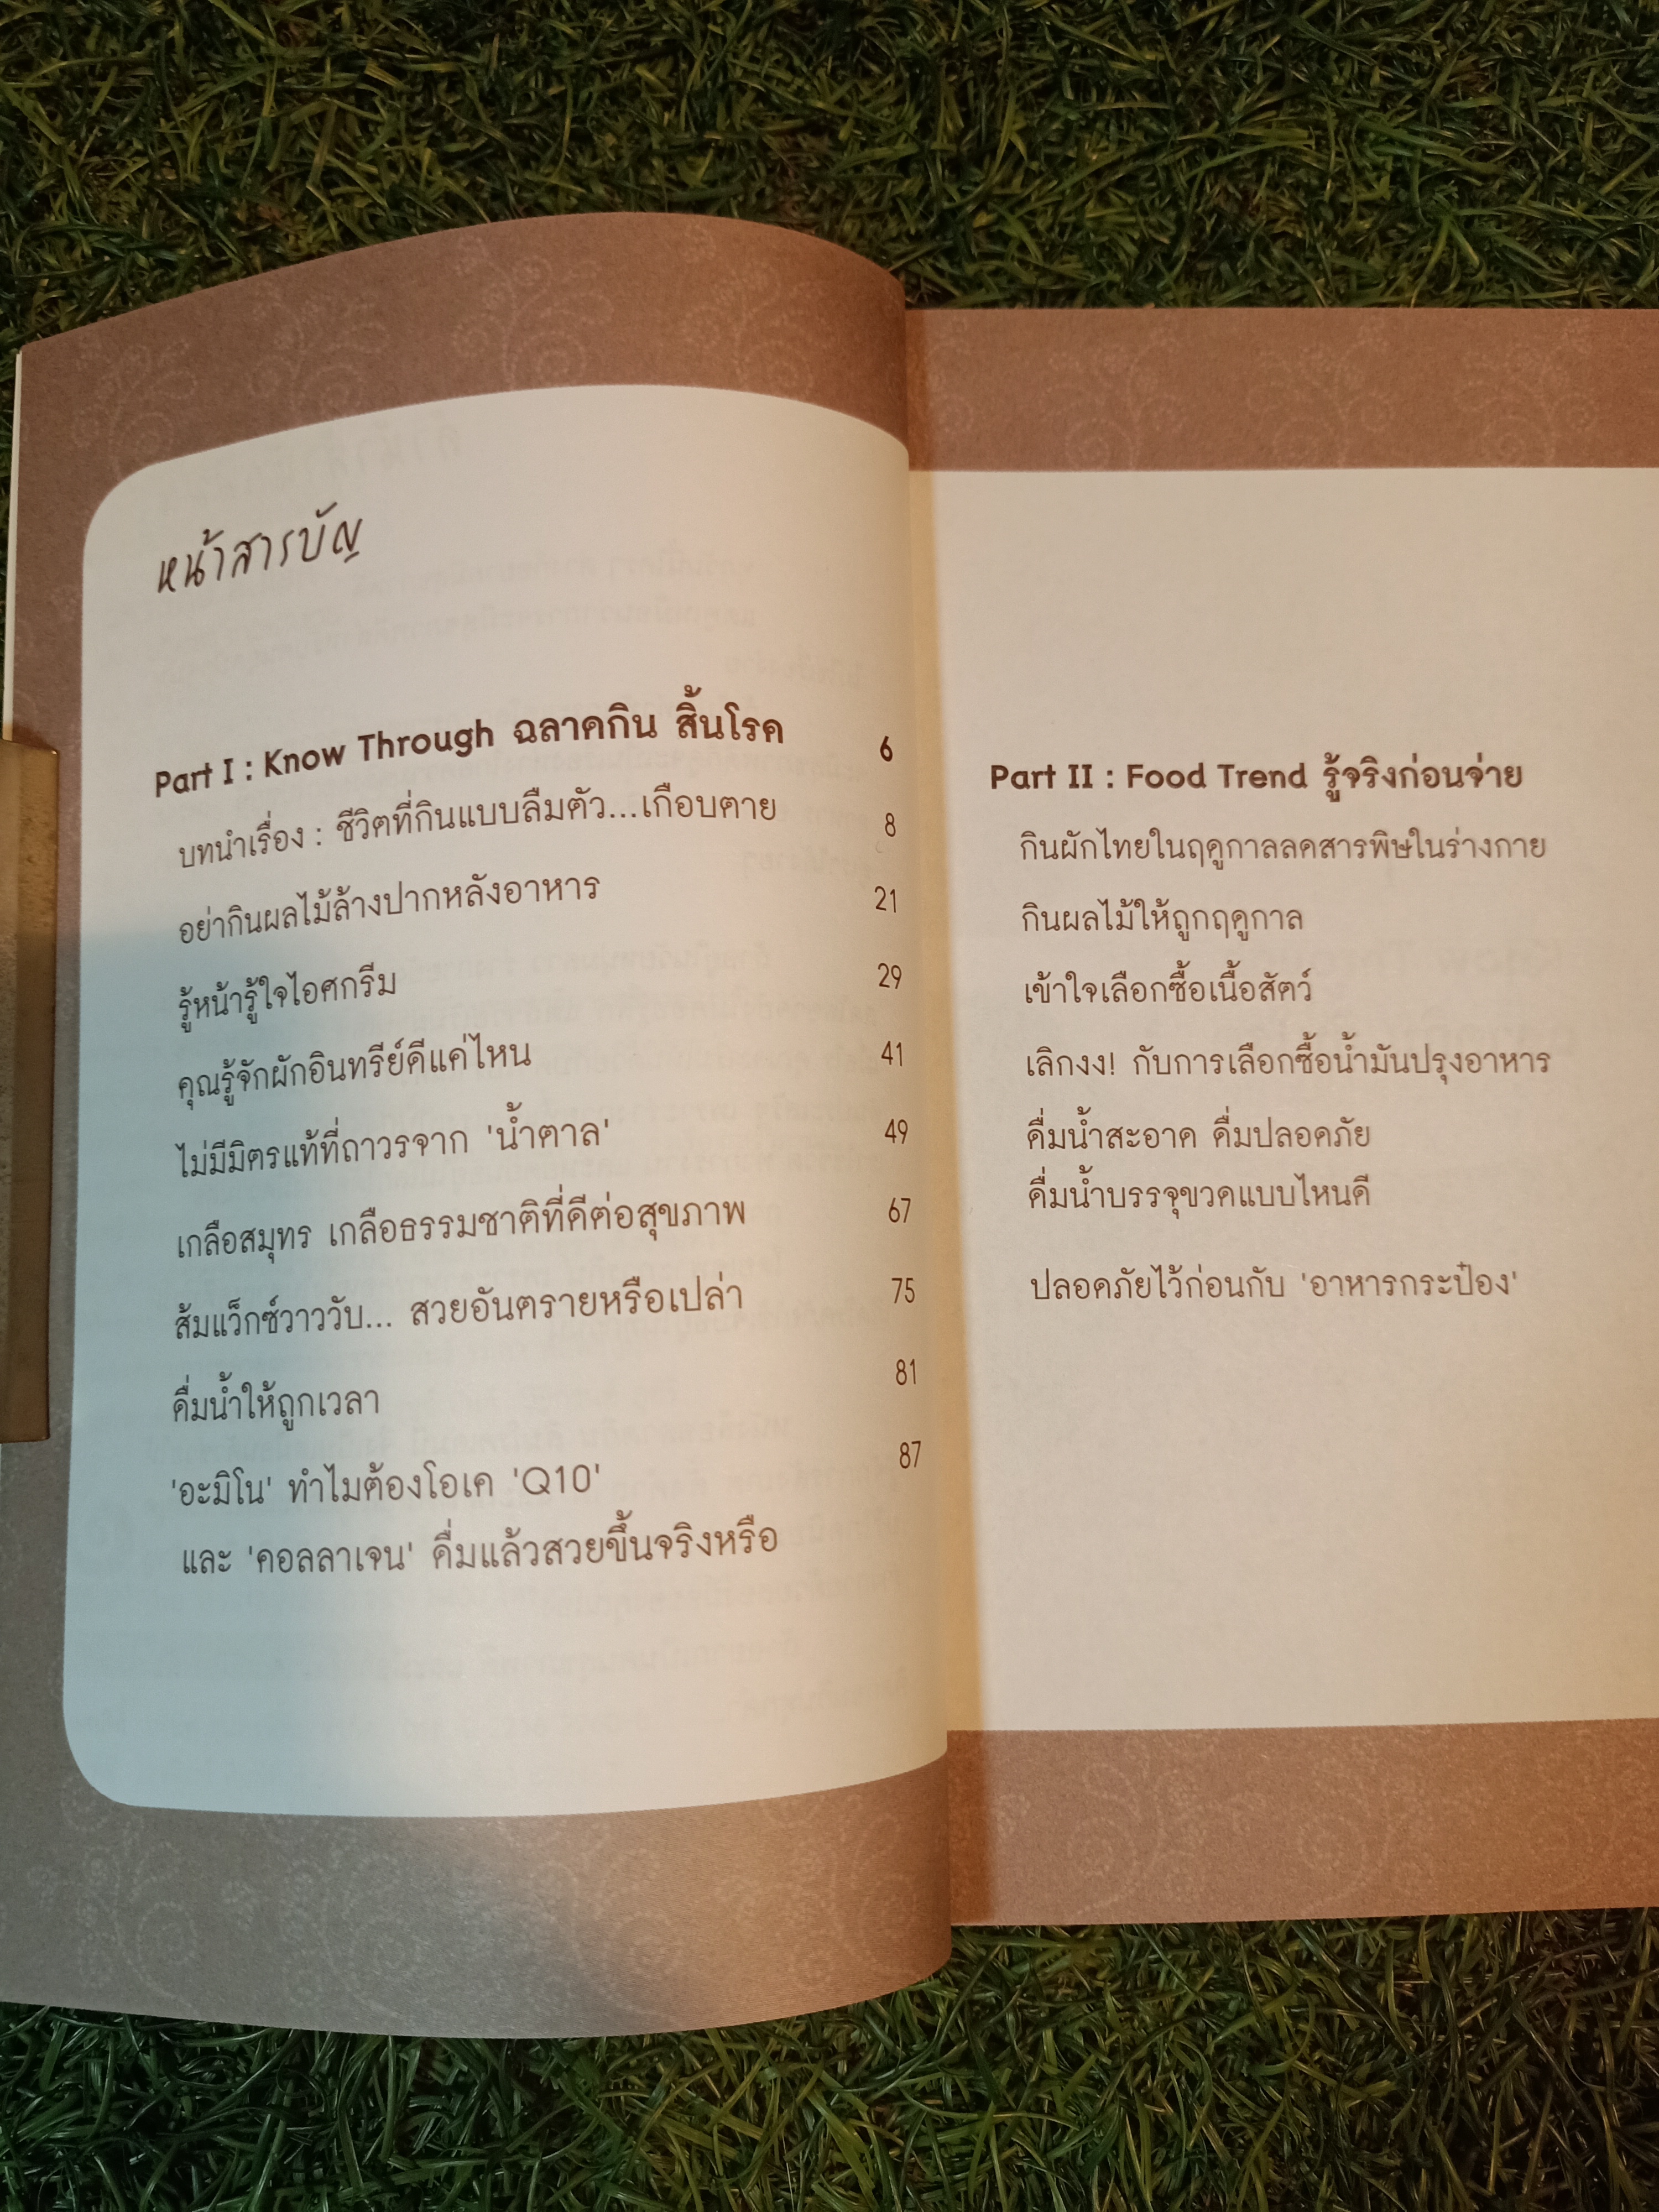 หน้าสารบัญ
Part I : Know Through ฉลาดกิน สิ้นโรค 6
บทนำเรื่อง : ชีวิตที่กินแบบลืมตัว...เกือบตาย 8
อย่ากินผลไม้ล้างปากหลังอาหาร 21
รู้หน้ารู้ใจไอศกรีม 29
คุณรู้จักผักอินทรีย์ดีแค่ไหน 41
ไม่มีมิตรแท้ที่ถาวรจาก 'น้ำตาล' 49
เกลือสมุทร เกลือธรรมชาติที่ดีต่อสุขภาพ 67
ส้มแว็กซ์วาววับ... สวยอันตรายหรือเปล่า 75
ดื่มน้ำให้ถูกเวลา 81
'อะมิโน' ทำไมต้องโอเค 'Q10' 87
และ 'คอลลาเจน' ดื่มแล้วสวยขึ้นจริงหรือ
Part II : Food Trend รู้จริงก่อนจ่าย
กินผักไทยในฤดูกาลลดสารพิษในร่างกาย
กินผลไม้ให้ถูกฤดูกาล
เข้าใจเลือกซื้อเนื้อสัตว์
เลิกงง! กับการเลือกซื้อน้ำมันปรุงอาหาร
ดื่มน้ำสะอาด ดื่มปลอดภัย
ดื่มน้ำบรรจุขวดแบบไหนดี
ปลอดภัยไว้ก่อนกับ 'อาหารกระป๋อง'